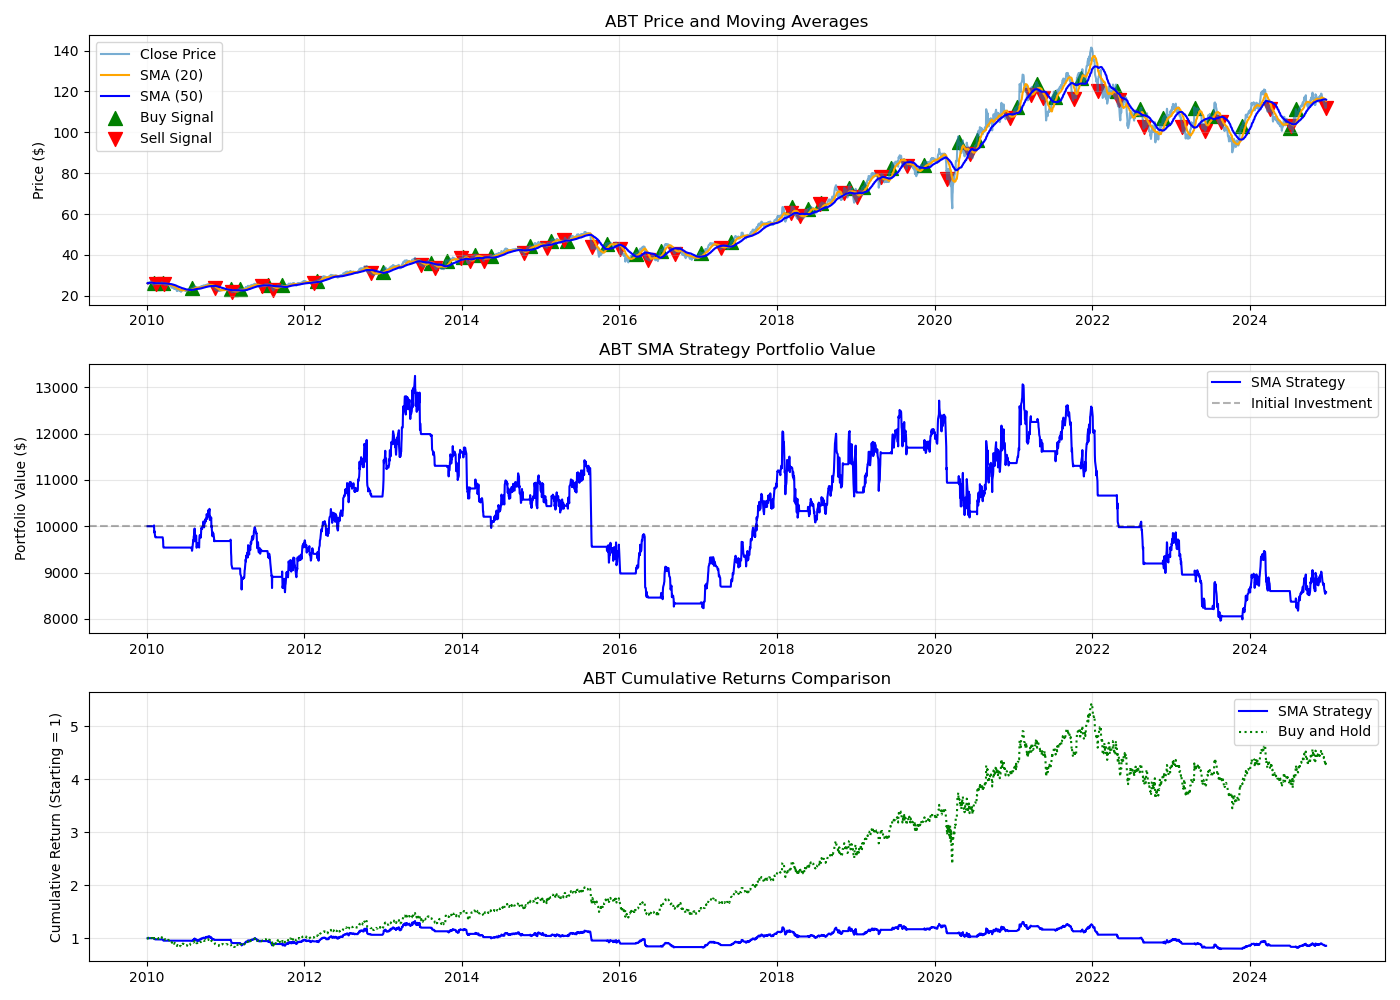 ABT Price and Moving Averages
Price ($)
140
120
100
80
60
40
20
Close Price
SMA (20)
SMA (50)
Buy Signal
Sell Signal
2010 2012 2014 2016 2018 2020 2022 2024
ABT SMA Strategy Portfolio Value
Portfolio Value ($)
13000
12000
11000
10000
9000
8000
SMA Strategy
Initial Investment
2010 2012 2014 2016 2018 2020 2022 2024
ABT Cumulative Returns Comparison
Cumulative Return (Starting = 1)
5
4
3
2
1
SMA Strategy
Buy and Hold
2010 2012 2014 2016 2018 2020 2022 2024